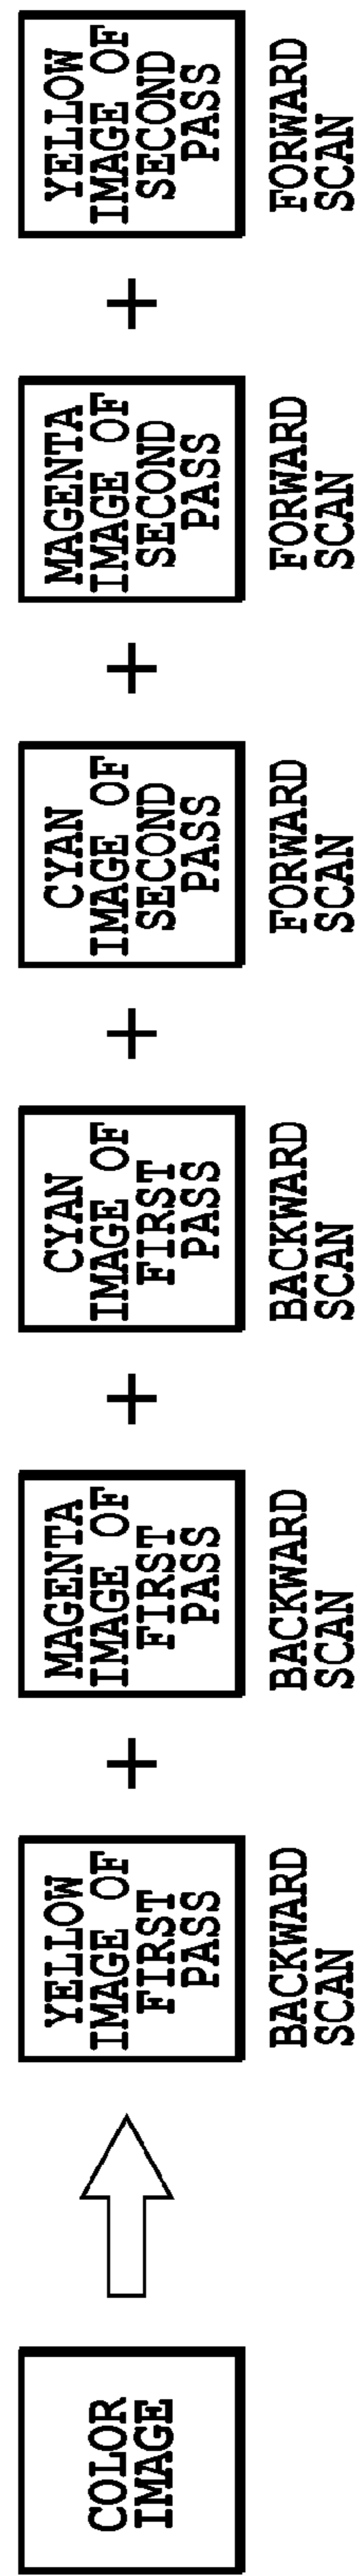 COLOR
IMAGE
YELLOW
IMAGE OF
FIRST
PASS
BACKWARD
SCAN
+
MAGENTA
IMAGE OF
FIRST
PASS
BACKWARD
SCAN
+
CYAN
IMAGE OF
FIRST
PASS
BACKWARD
SCAN
+
CYAN
IMAGE OF
SECOND
PASS
FORWARD
SCAN
+
MAGENTA
IMAGE OF
SECOND
PASS
FORWARD
SCAN
+
YELLOW
IMAGE OF
SECOND
PASS
FORWARD
SCAN